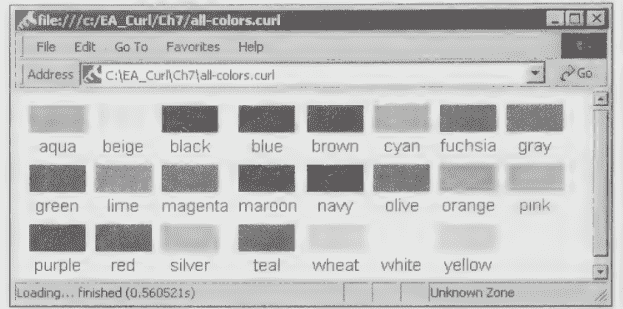 file:///c:/EA_Curl/Ch7/all-colors.curl
File Edit Go To Favorites Help
Address C:\EA_Curl\Ch7\all-colors.curl Go
aqua beige black blue brown cyan fuchsia gray
green lime magenta maroon navy olive orange pink
purple red silver teal wheat white yellow
Loading... finished (0.560521s) Unknown Zone